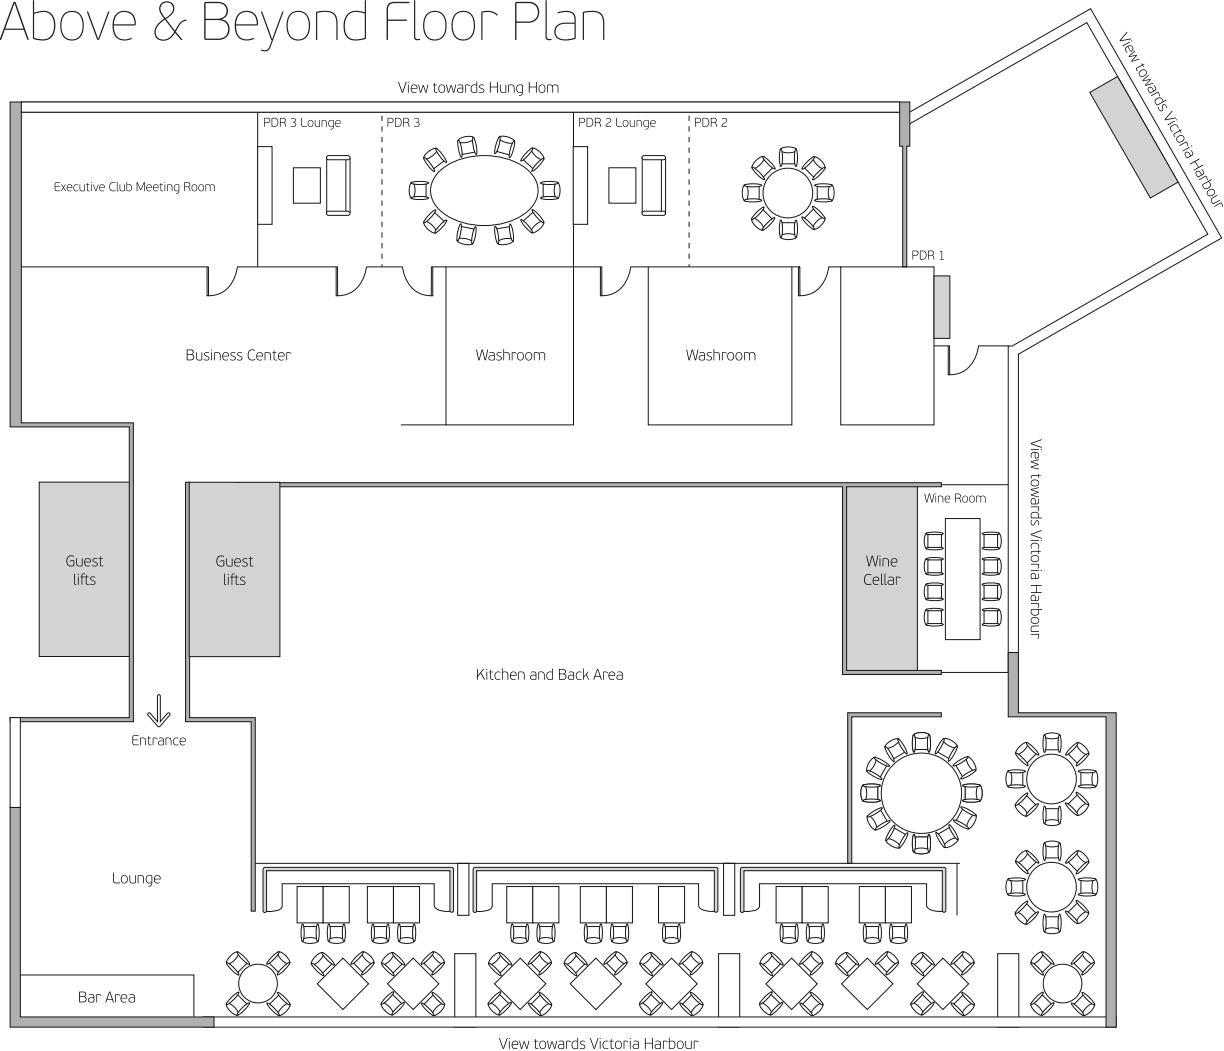 Above & Beyond Floor Plan
View towards Hung Hom
View towards Victoria Harbour
PDR 3 Lounge
PDR 3
PDR 2 Lounge
PDR 2
Executive Club Meeting Room
PDR 1
Business Center
Washroom
Washroom
View towards Victoria Harbour
Wine Room
Guest
lifts
Guest
lifts
Wine
Cellar
Kitchen and Back Area
Entrance
Lounge
Bar Area
View towards Victoria Harbour